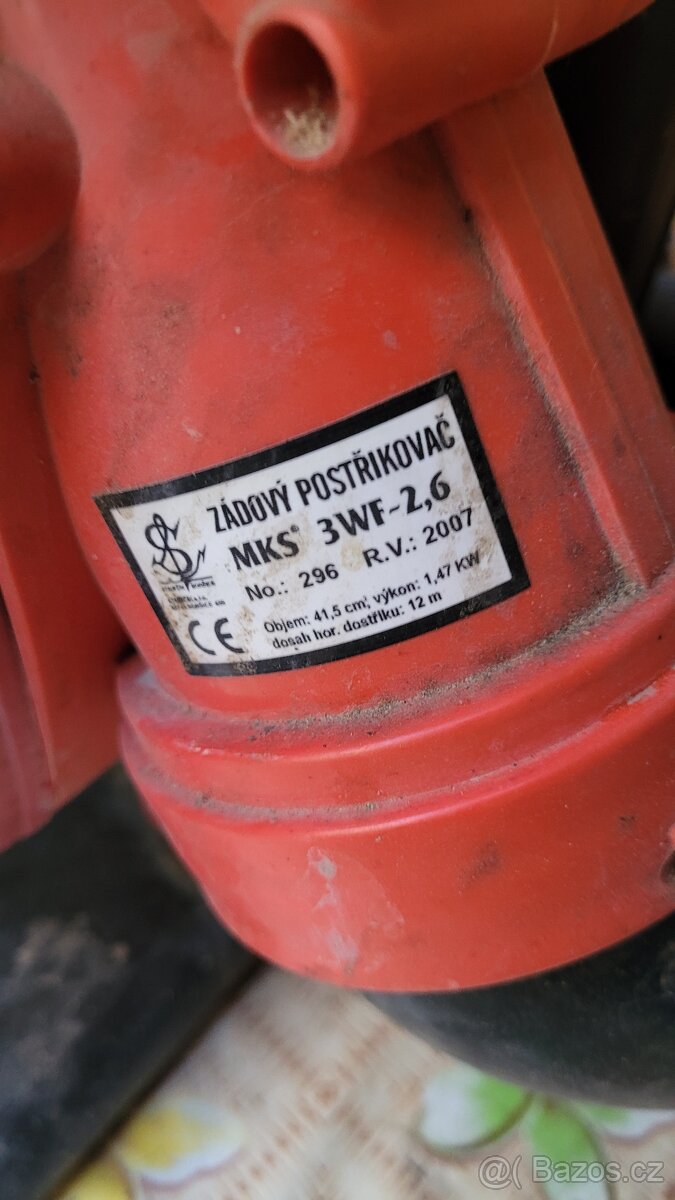 ZÁDOVÝ POSTŘIKOVAČ
MKS® 3WF-2,6
No.: 296 R.V.: 2007
Objem: 41,5 cm³, výkon: 1,47 KW
dosah hor. dostřiku: 12 m
CE
@( Bazos.cz